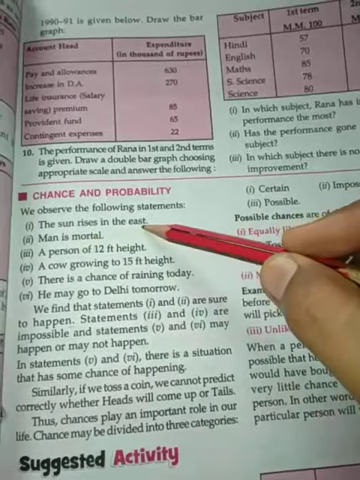 1990–91 is given below. Draw the bar
graph:
Account Head Expenditure
(in thousand of rupees)
Pay and allowances 630
Increase in D.A. 270
Life insurance (Salary
saving) premium 85
Provident fund 65
Contingent expenses 22
10. The performance of Rana in 1st and 2nd terms
is given. Draw a double bar graph choosing
appropriate scale and answer the following :
CHANCE AND PROBABILITY
We observe the following statements:
(i) The sun rises in the east.
(ii) Man is mortal.
(iii) A person of 12 ft height.
(iv) A cow growing to 15 ft height.
(v) There is a chance of raining today.
(vi) He may go to Delhi tomorrow.
We find that statements (i) and (ii) are sure
to happen. Statements (iii) and (iv) are
impossible and statements (v) and (vi) may
happen or may not happen.
In statements (v) and (vi), there is a situation
that has some chance of happening.
Similarly, if we toss a coin, we cannot predict
correctly whether Heads will come up or Tails.
Thus, chances play an important role in our
life. Chance may be divided into three categories:
Suggested Activity
Subject 1st term
M.M. 100
Hindi 57
English 70
Maths 85
S. Science 78
Science 80
(i) In which subject, Rana has
performance the most?
(ii) Has the performance gone
subject?
(iii) In which subject there is no
improvement?
(i) Certain (ii)
(iii) Possible.
Possible chances are of
(i) Equally
before
will pick
(iii)
When a
possible that
would have
very little chance
person. In other
particular person will